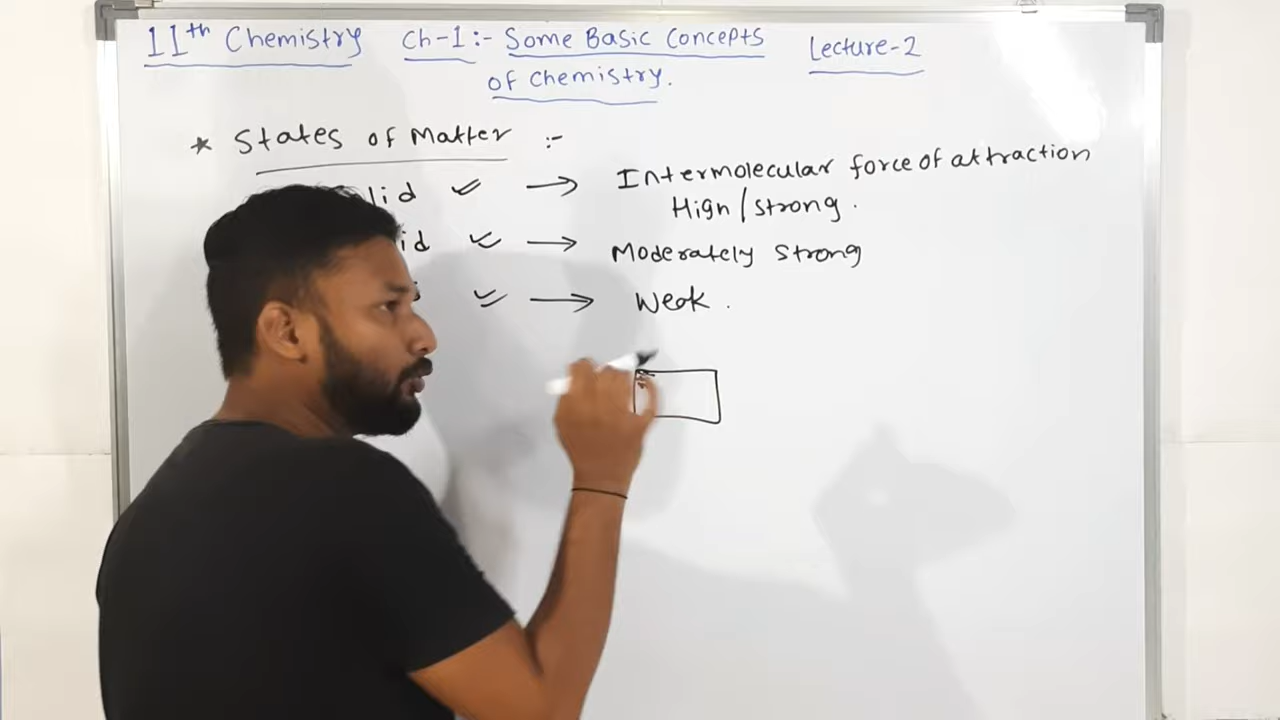 11th Chemistry Ch-1:- Some Basic Concepts Lecture-2
of Chemistry.
* States of Matter :-
lid → Intermolecular force of attraction
High/strong.
id → Moderately strong
→ Weak.